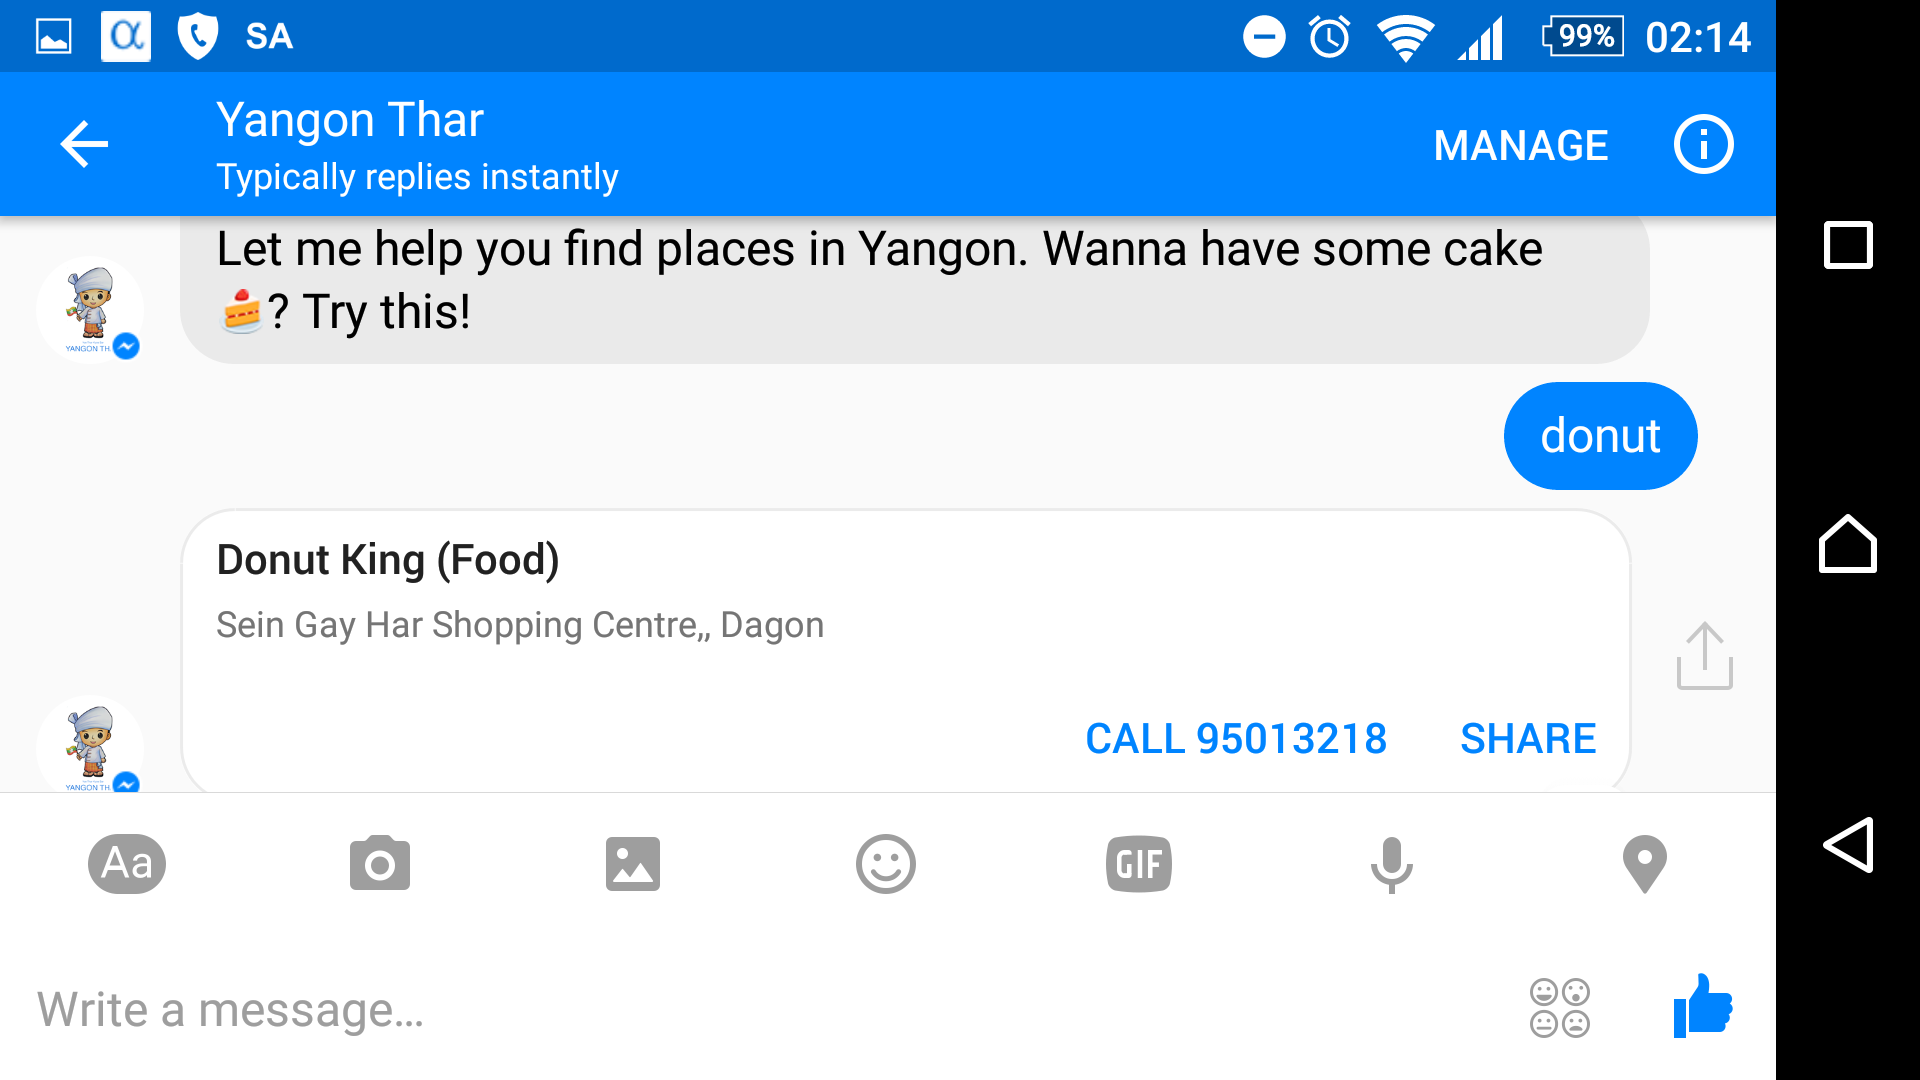 α SA 99% 02:14
Yangon Thar
Typically replies instantly
MANAGE
Let me help you find places in Yangon. Wanna have some cake
🍰? Try this!
YANGON TH
donut
Donut King (Food)
Sein Gay Har Shopping Centre,, Dagon
CALL 95013218 SHARE
YANGON TH
Aa GIF
Write a message...